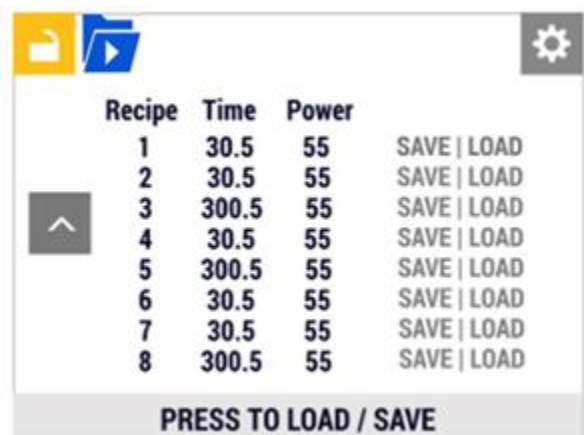 Recipe Time Power
1 30.5 55 SAVE | LOAD
2 30.5 55 SAVE | LOAD
3 300.5 55 SAVE | LOAD
4 30.5 55 SAVE | LOAD
5 300.5 55 SAVE | LOAD
6 30.5 55 SAVE | LOAD
7 30.5 55 SAVE | LOAD
8 300.5 55 SAVE | LOAD
PRESS TO LOAD / SAVE